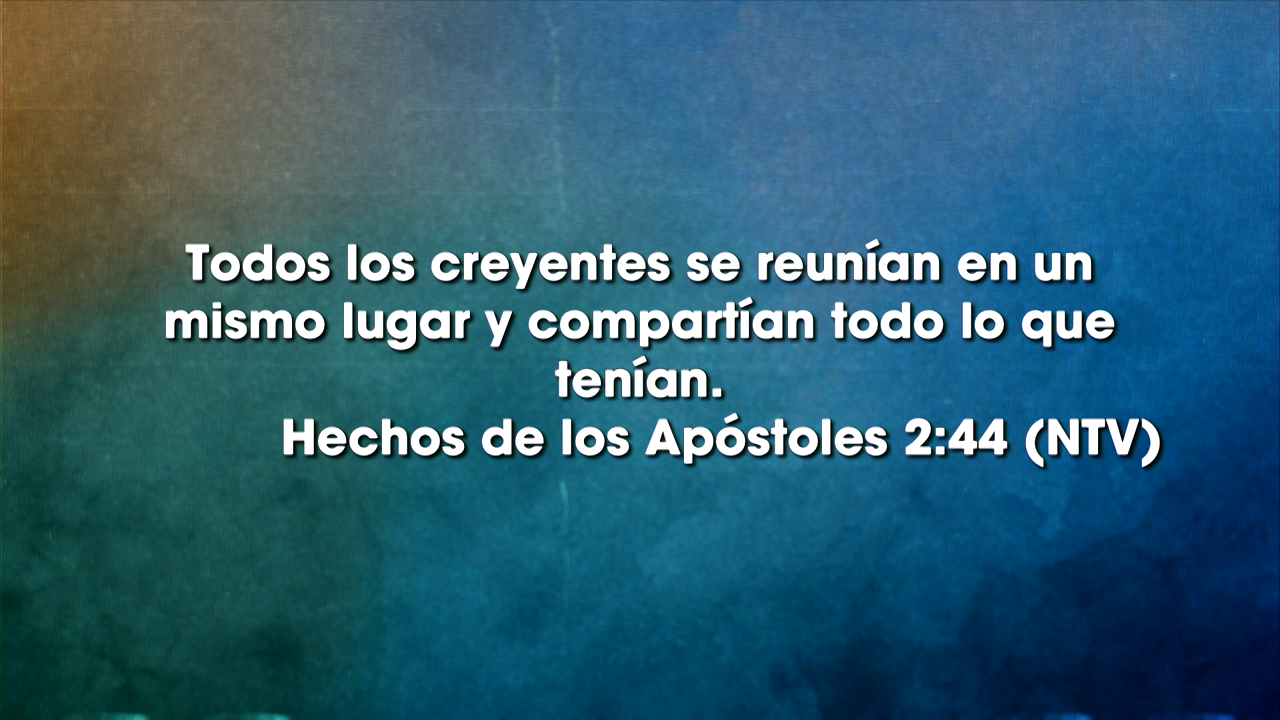 Todos los creyentes se reunían en un
mismo lugar y compartían todo lo que
tenían.
Hechos de los Apóstoles 2:44 (NTV)